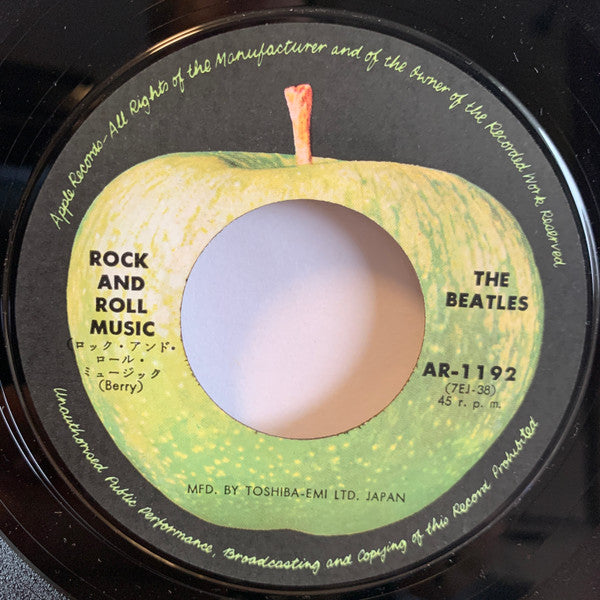 Apple Records-All Rights of the Manufacturer and of the Owner of the Recorded Work Reserved
ROCK
AND
ROLL
MUSIC
(ロック・アンド・
ロール・
ミュージック
(Berry)
THE
BEATLES
AR-1192
(7EJ-38)
45 r. p. m.
MFD. BY TOSHIBA-EMI LTD. JAPAN
Unauthorised Public Performance, Broadcasting and Copying of this Record Prohibited